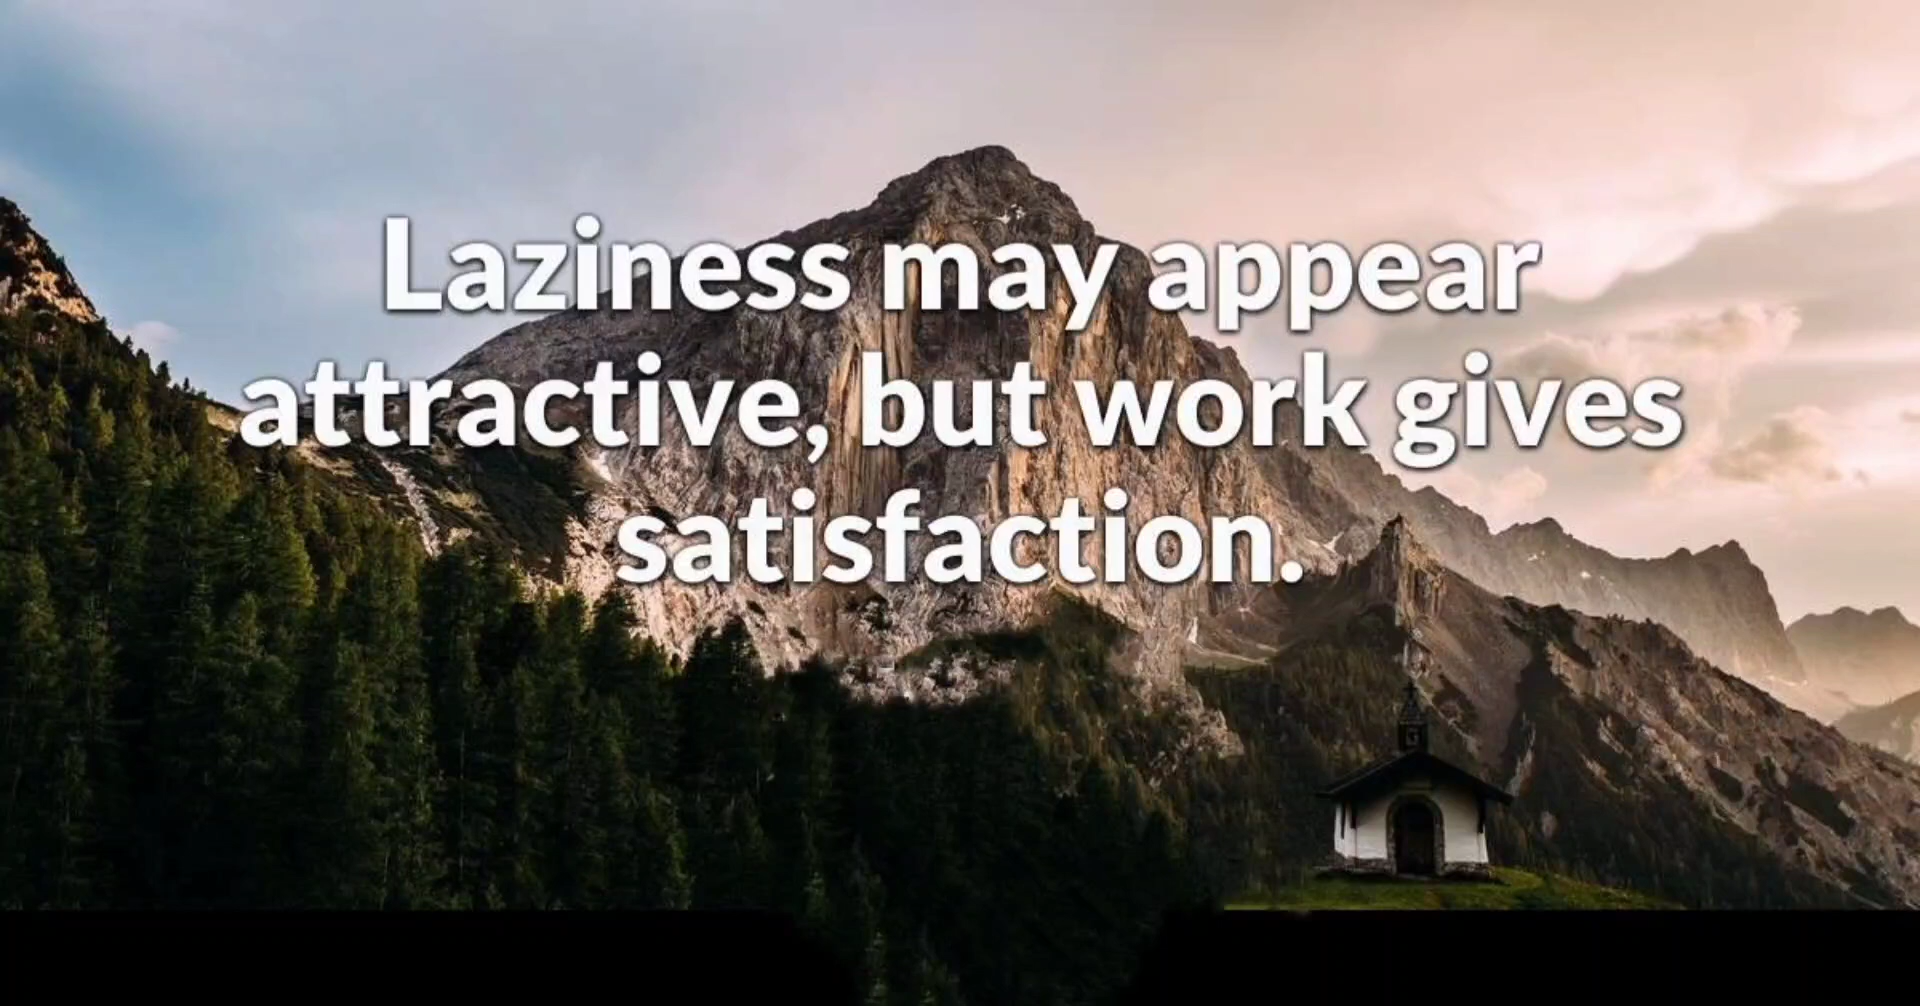 Laziness may appear
attractive, but work gives
satisfaction.